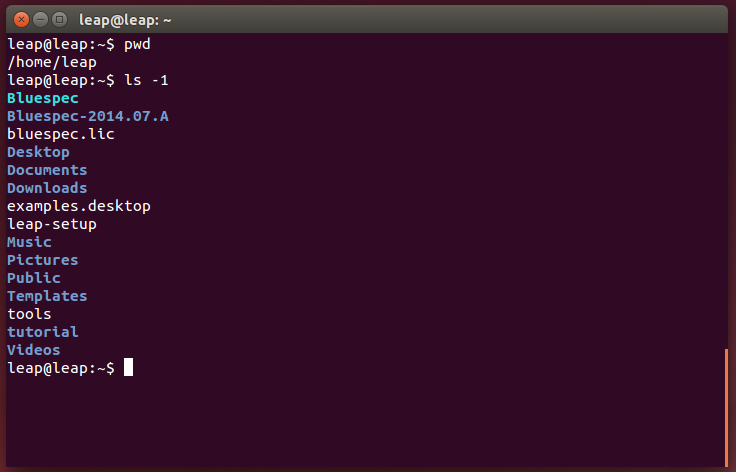 leap@leap: ~
leap@leap:~$ pwd
/home/leap
leap@leap:~$ ls -1
Bluespec
Bluespec-2014.07.A
bluespec.lic
Desktop
Documents
Downloads
examples.desktop
leap-setup
Music
Pictures
Public
Templates
tools
tutorial
Videos
leap@leap:~$